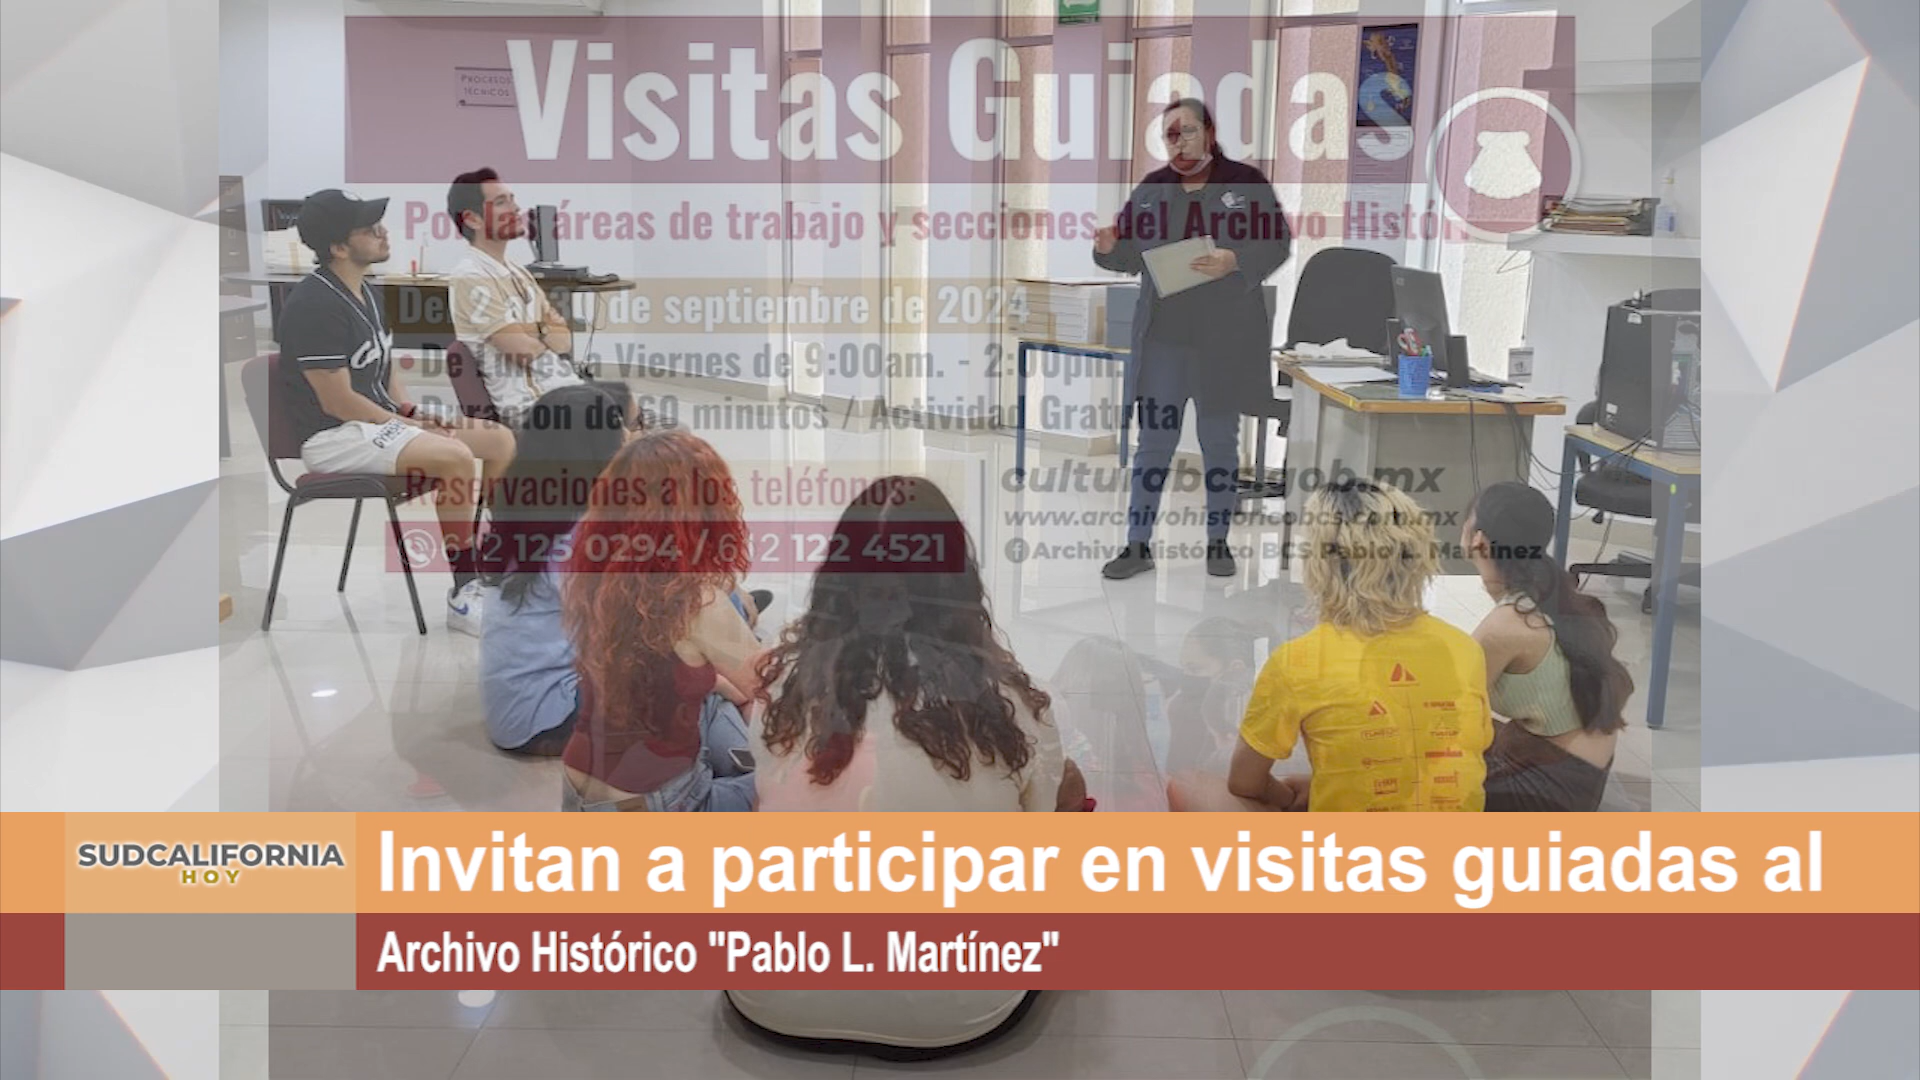 PROCESOS
TÉCNICOS
Visitas Guiadas
Por las áreas de trabajo y secciones del Archivo Histór
Del 2 al 30 de septiembre de 2024
•De Lunes a Viernes de 9:00am. - 2:00pm.
•Duración de 60 minutos / Actividad Gratuita
Reservaciones a los teléfonos:
612 125 0294 / 612 122 4521
culturabcs.gob.mx
www.archivohistoricobcs.com.mx
Archivo Histórico BCS Pablo L. Martínez
SUDCALIFORNIA
HOY
Invitan a participar en visitas guiadas al
Archivo Histórico "Pablo L. Martínez"